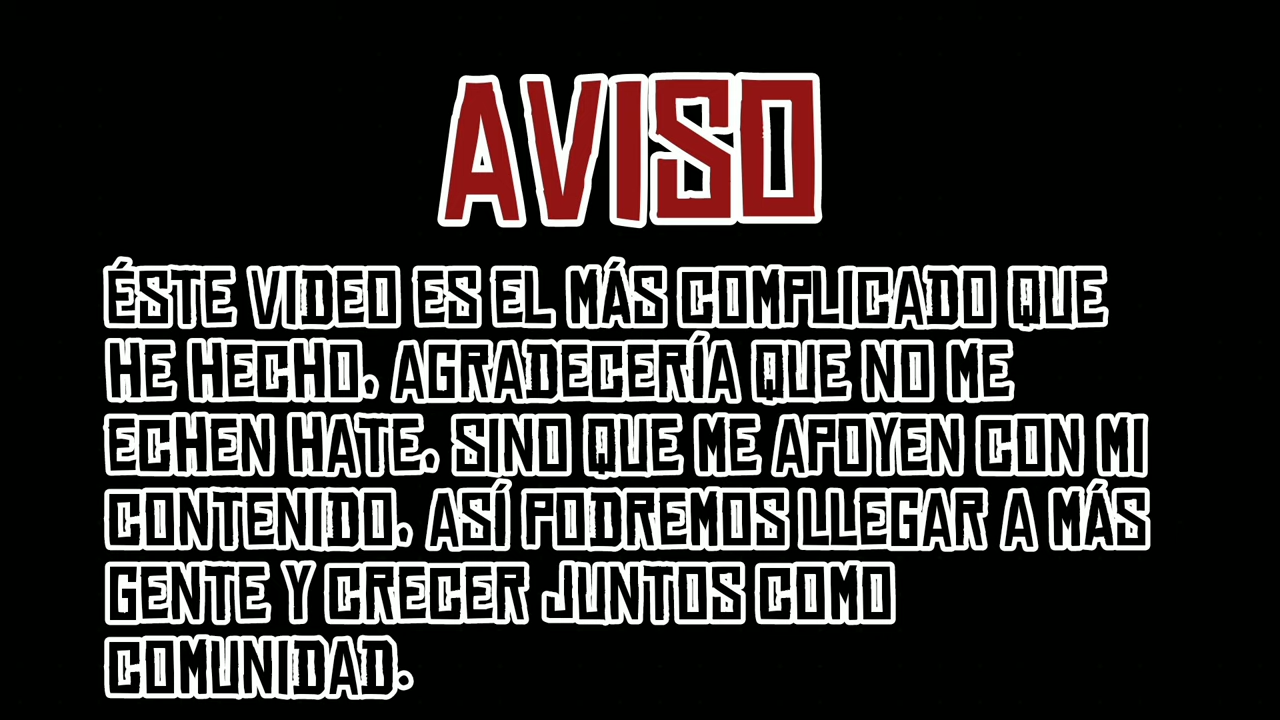 AVISO
ÉSTE VIDEO ES EL MÁS COMPLICADO QUE
HE HECHO. AGRADECERÍA QUE NO ME
ECHEN HATE. SINO QUE ME APOYEN CON MI
CONTENIDO. ASÍ PODREMOS LLEGAR A MÁS
GENTE Y CRECER JUNTOS COMO
COMUNIDAD.